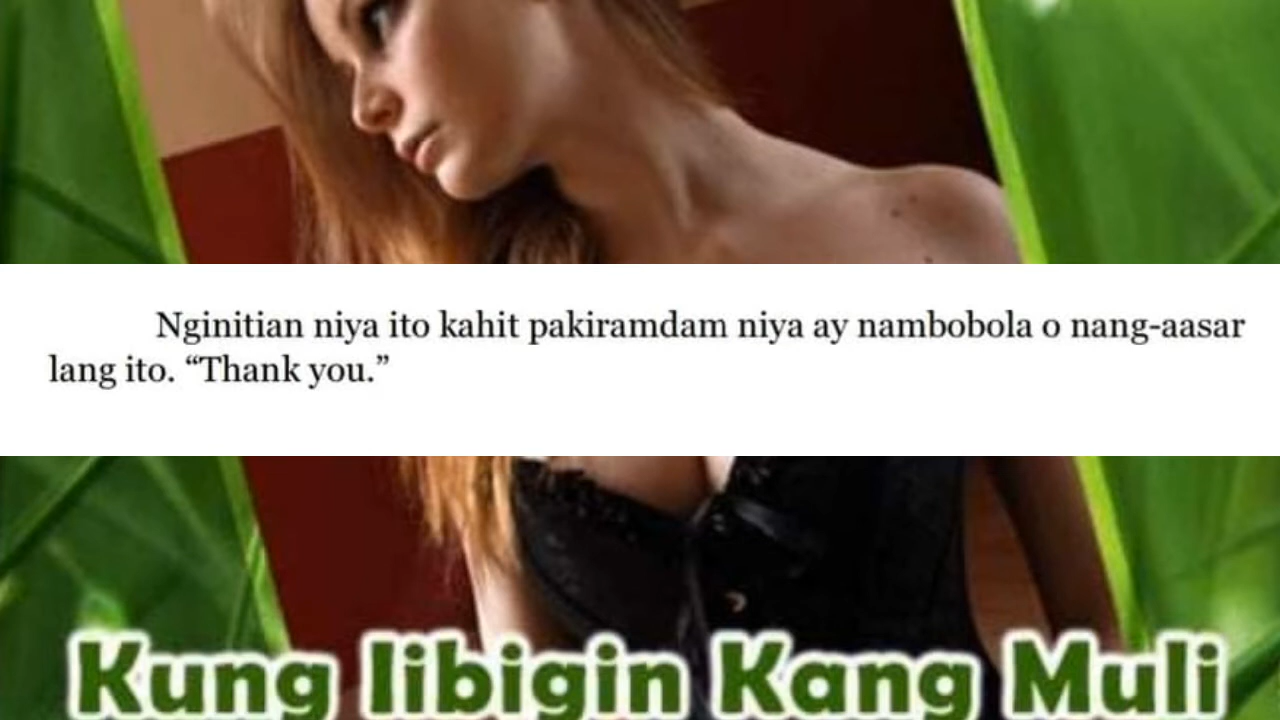 Nginitian niya ito kahit pakiramdam niya ay nambobola o nang-aasar
lang ito. “Thank you.”
Kung Iibigin Kang Muli